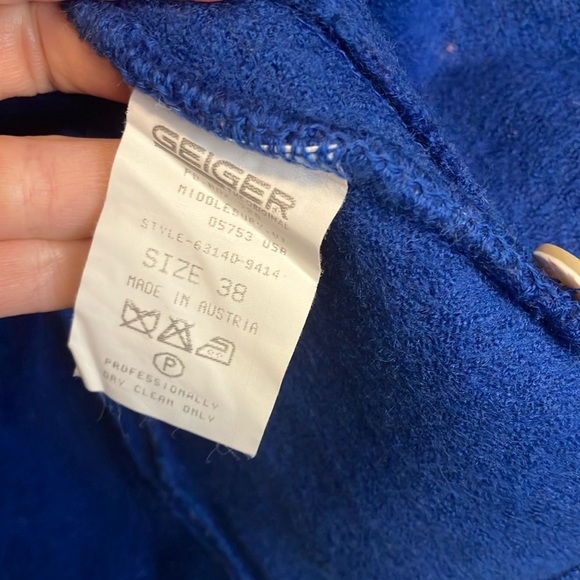 GEIGER
MIDDLEBURY
05753 USA
STYLE-6314D-9414
SIZE 38
MADE IN AUSTRIA
P
PROFESSIONALLY
DRY CLEAN ONLY